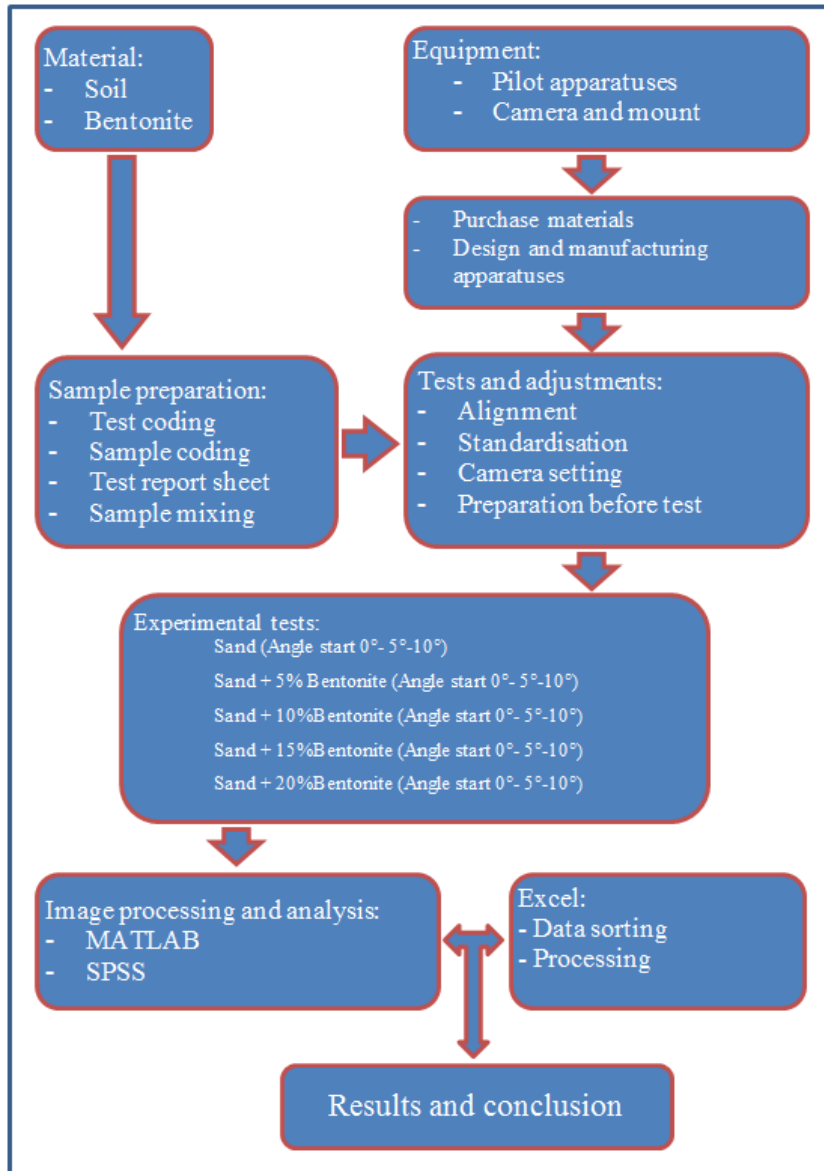 Material:
- Soil
- Bentonite
Equipment:
- Pilot apparatuses
- Camera and mount
- Purchase materials
- Design and manufacturing
apparatuses
Sample preparation:
- Test coding
- Sample coding
- Test report sheet
- Sample mixing
Tests and adjustments:
- Alignment
- Standardisation
- Camera setting
- Preparation before test
Experimental tests:
Sand (Angle start 0°- 5°-10°)
Sand + 5% Bentonite (Angle start 0°- 5°-10°)
Sand + 10%Bentonite (Angle start 0°- 5°-10°)
Sand + 15%Bentonite (Angle start 0°- 5°-10°)
Sand + 20%Bentonite (Angle start 0°- 5°-10°)
Image processing and analysis:
- MATLAB
- SPSS
Excel:
- Data sorting
- Processing
Results and conclusion